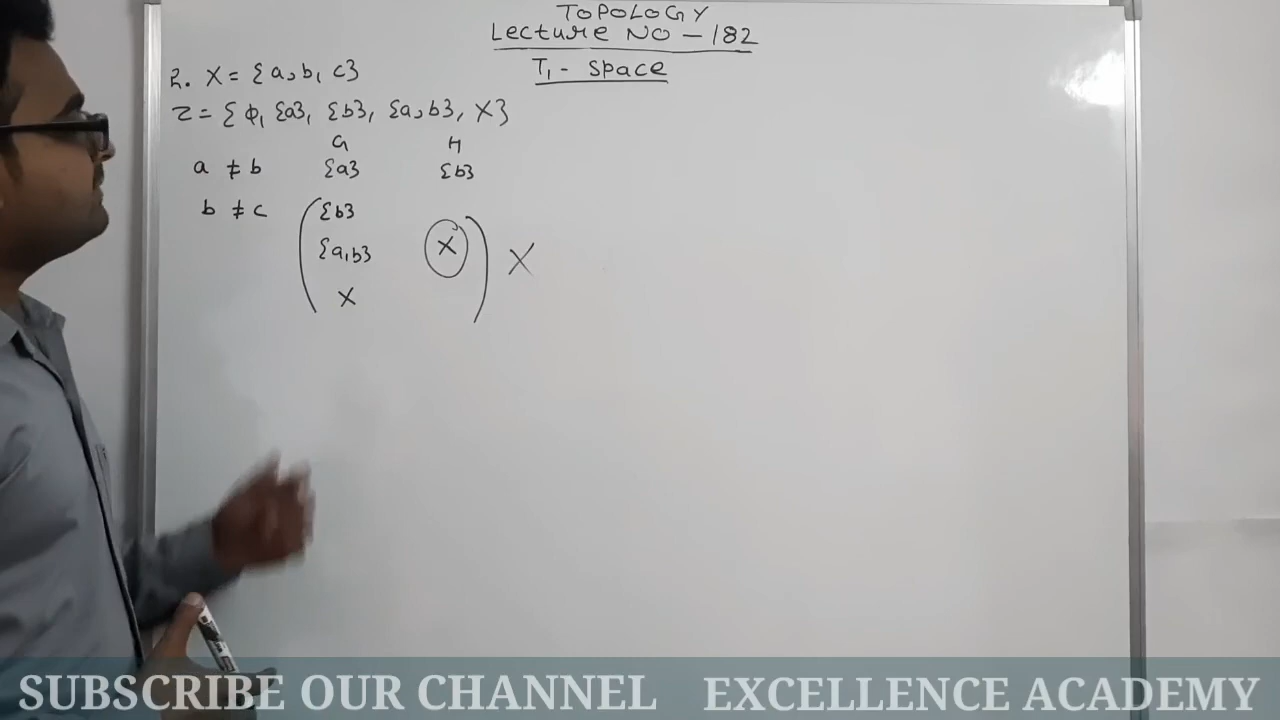 TOPOLOGY
Lecture NO - 182
T₁ - space
2. X = {a, b, c}
τ = { φ, {a}, {b}, {a, b}, X }
G H
a ≠ b {a} {b}
b ≠ c {b}
{a, b} X X
X
SUBSCRIBE OUR CHANNEL EXCELLENCE ACADEMY